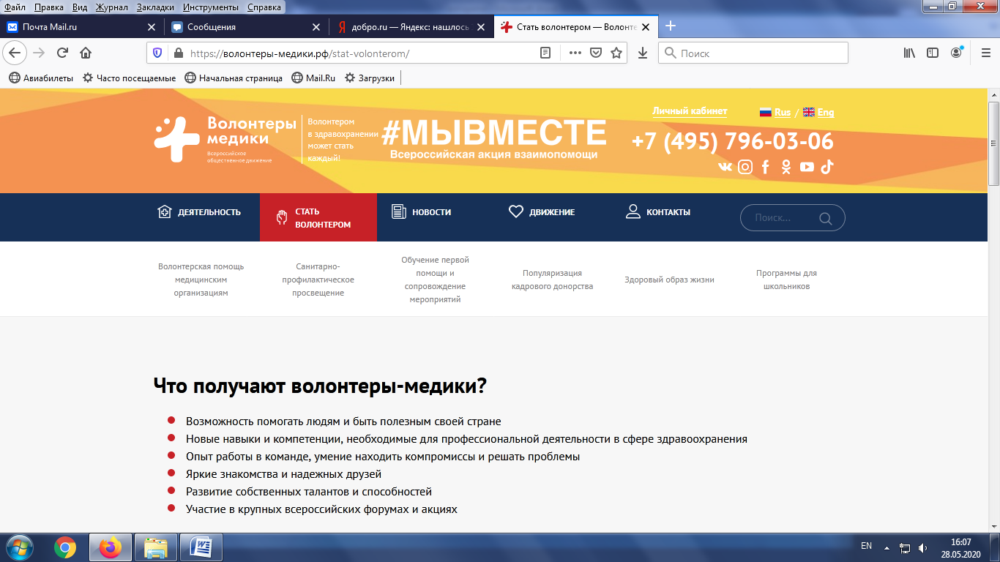 Файл Правка Вид Журнал Закладки Инструменты Справка
Почта Mail.ru
Сообщения
добро.ru — Яндекс: нашлось
Стать волонтером — Волонте
https://волонтеры-медики.рф/stat-volonterom/
Поиск
Авиабилеты Часто посещаемые Начальная страница Mail.Ru Загрузки
Волонтеры
медики
Всероссийское
общественное движение
Волонтером
в здравохранении
может стать
каждый!
#МЫВМЕСТЕ
Всероссийская акция взаимопомощи
Личный кабинет
Rus / Eng
+7 (495) 796-03-06
ДЕЯТЕЛЬНОСТЬ
СТАТЬ
ВОЛОНТЕРОМ
НОВОСТИ
ДВИЖЕНИЕ
КОНТАКТЫ
Поиск...
Волонтерская помощь
медицинским
организациям
Санитарно-
профилактическое
просвещение
Обучение первой
помощи и
сопровождение
мероприятий
Популяризация
кадрового донорства
Здоровый образ жизни
Программы для
школьников
Что получают волонтеры-медики?
Возможность помогать людям и быть полезным своей стране
Новые навыки и компетенции, необходимые для профессиональной деятельности в сфере здравоохранения
Опыт работы в команде, умение находить компромиссы и решать проблемы
Яркие знакомства и надежных друзей
Развитие собственных талантов и способностей
Участие в крупных всероссийских форумах и акциях
EN
16:07
28.05.2020